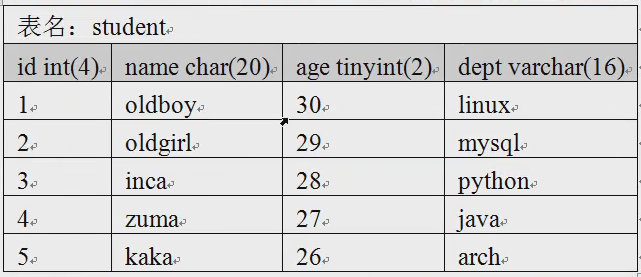 表名：student
id int(4) name char(20) age tinyint(2) dept varchar(16)
1 oldboy 30 linux
2 oldgirl 29 mysql
3 inca 28 python
4 zuma 27 java
5 kaka 26 arch